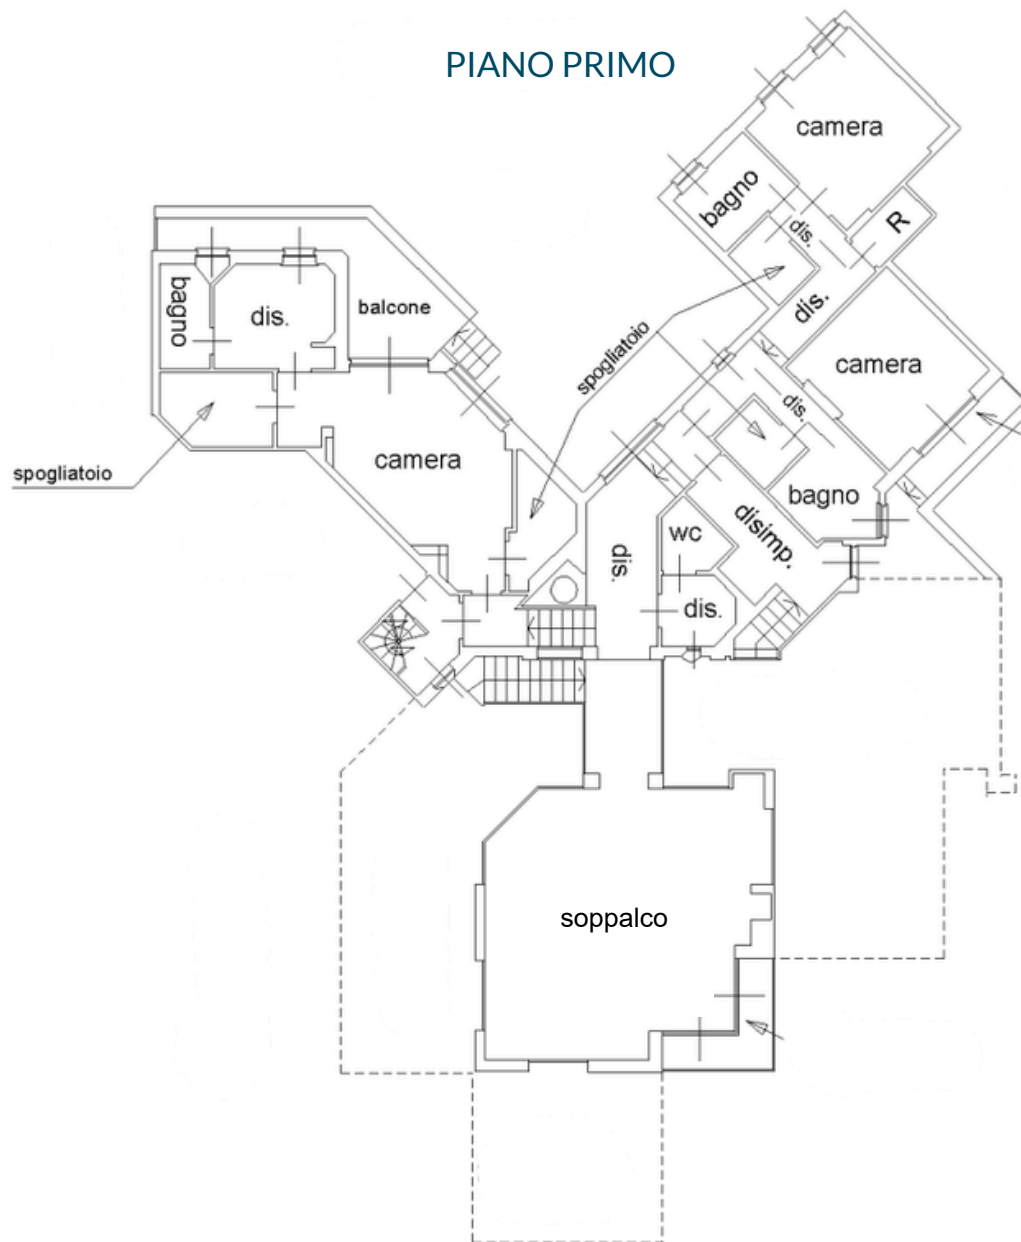 PIANO PRIMO
camera
bagno
dis.
R
dis.
bagno
dis.
balcone
spogliatoio
camera
dis.
camera
spogliatoio
bagno
wc
disimp.
dis.
dis.
soppalco